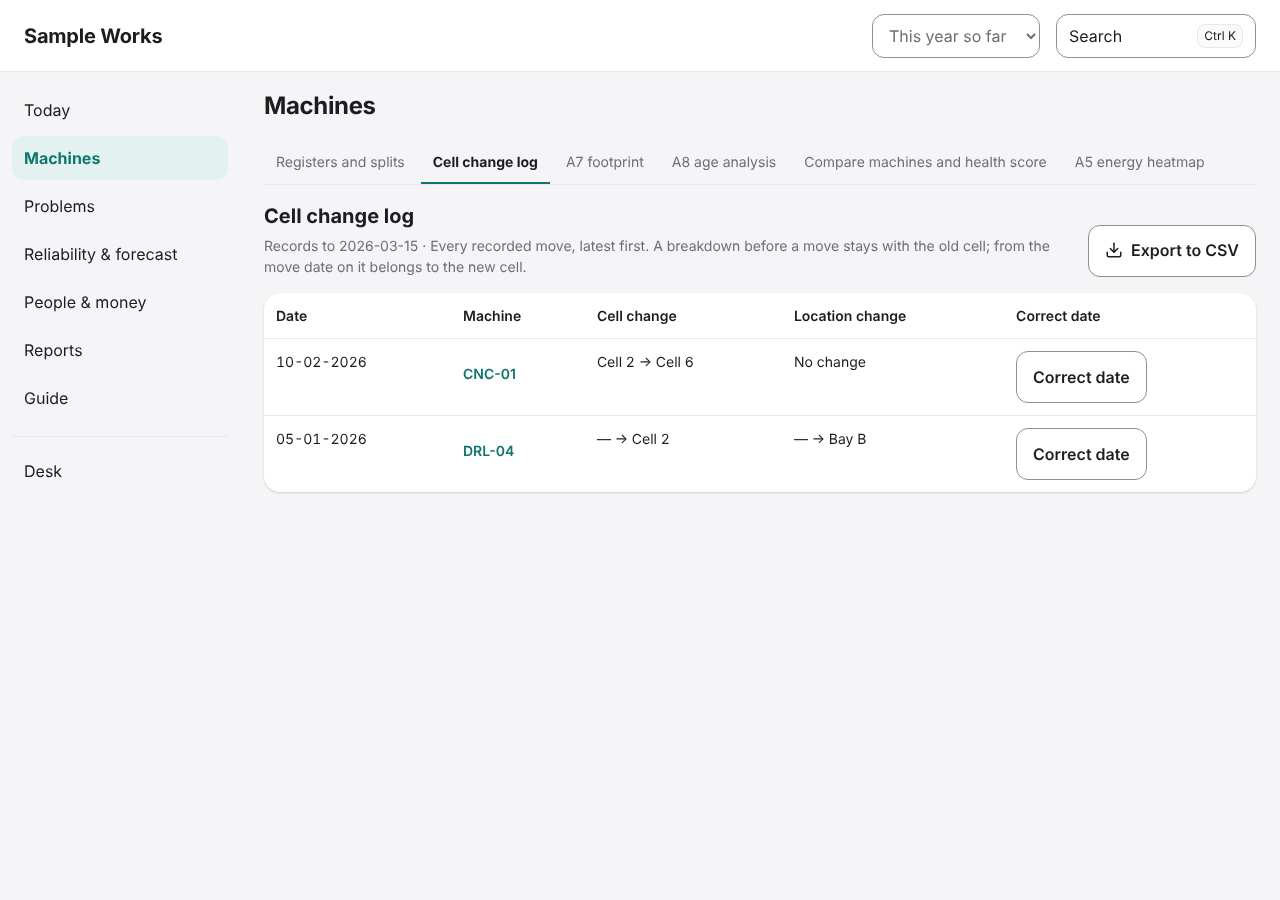 Sample Works
This year so far
Search
Ctrl K
Today
Machines
Problems
Reliability & forecast
People & money
Reports
Guide
Desk
Machines
Registers and splits
Cell change log
A7 footprint
A8 age analysis
Compare machines and health score
A5 energy heatmap
Cell change log
Records to 2026-03-15 · Every recorded move, latest first. A breakdown before a move stays with the old cell; from the
move date on it belongs to the new cell.
Export to CSV
Date Machine Cell change Location change Correct date
10-02-2026 CNC-01 Cell 2 → Cell 6 No change Correct date
05-01-2026 DRL-04 — → Cell 2 — → Bay B Correct date